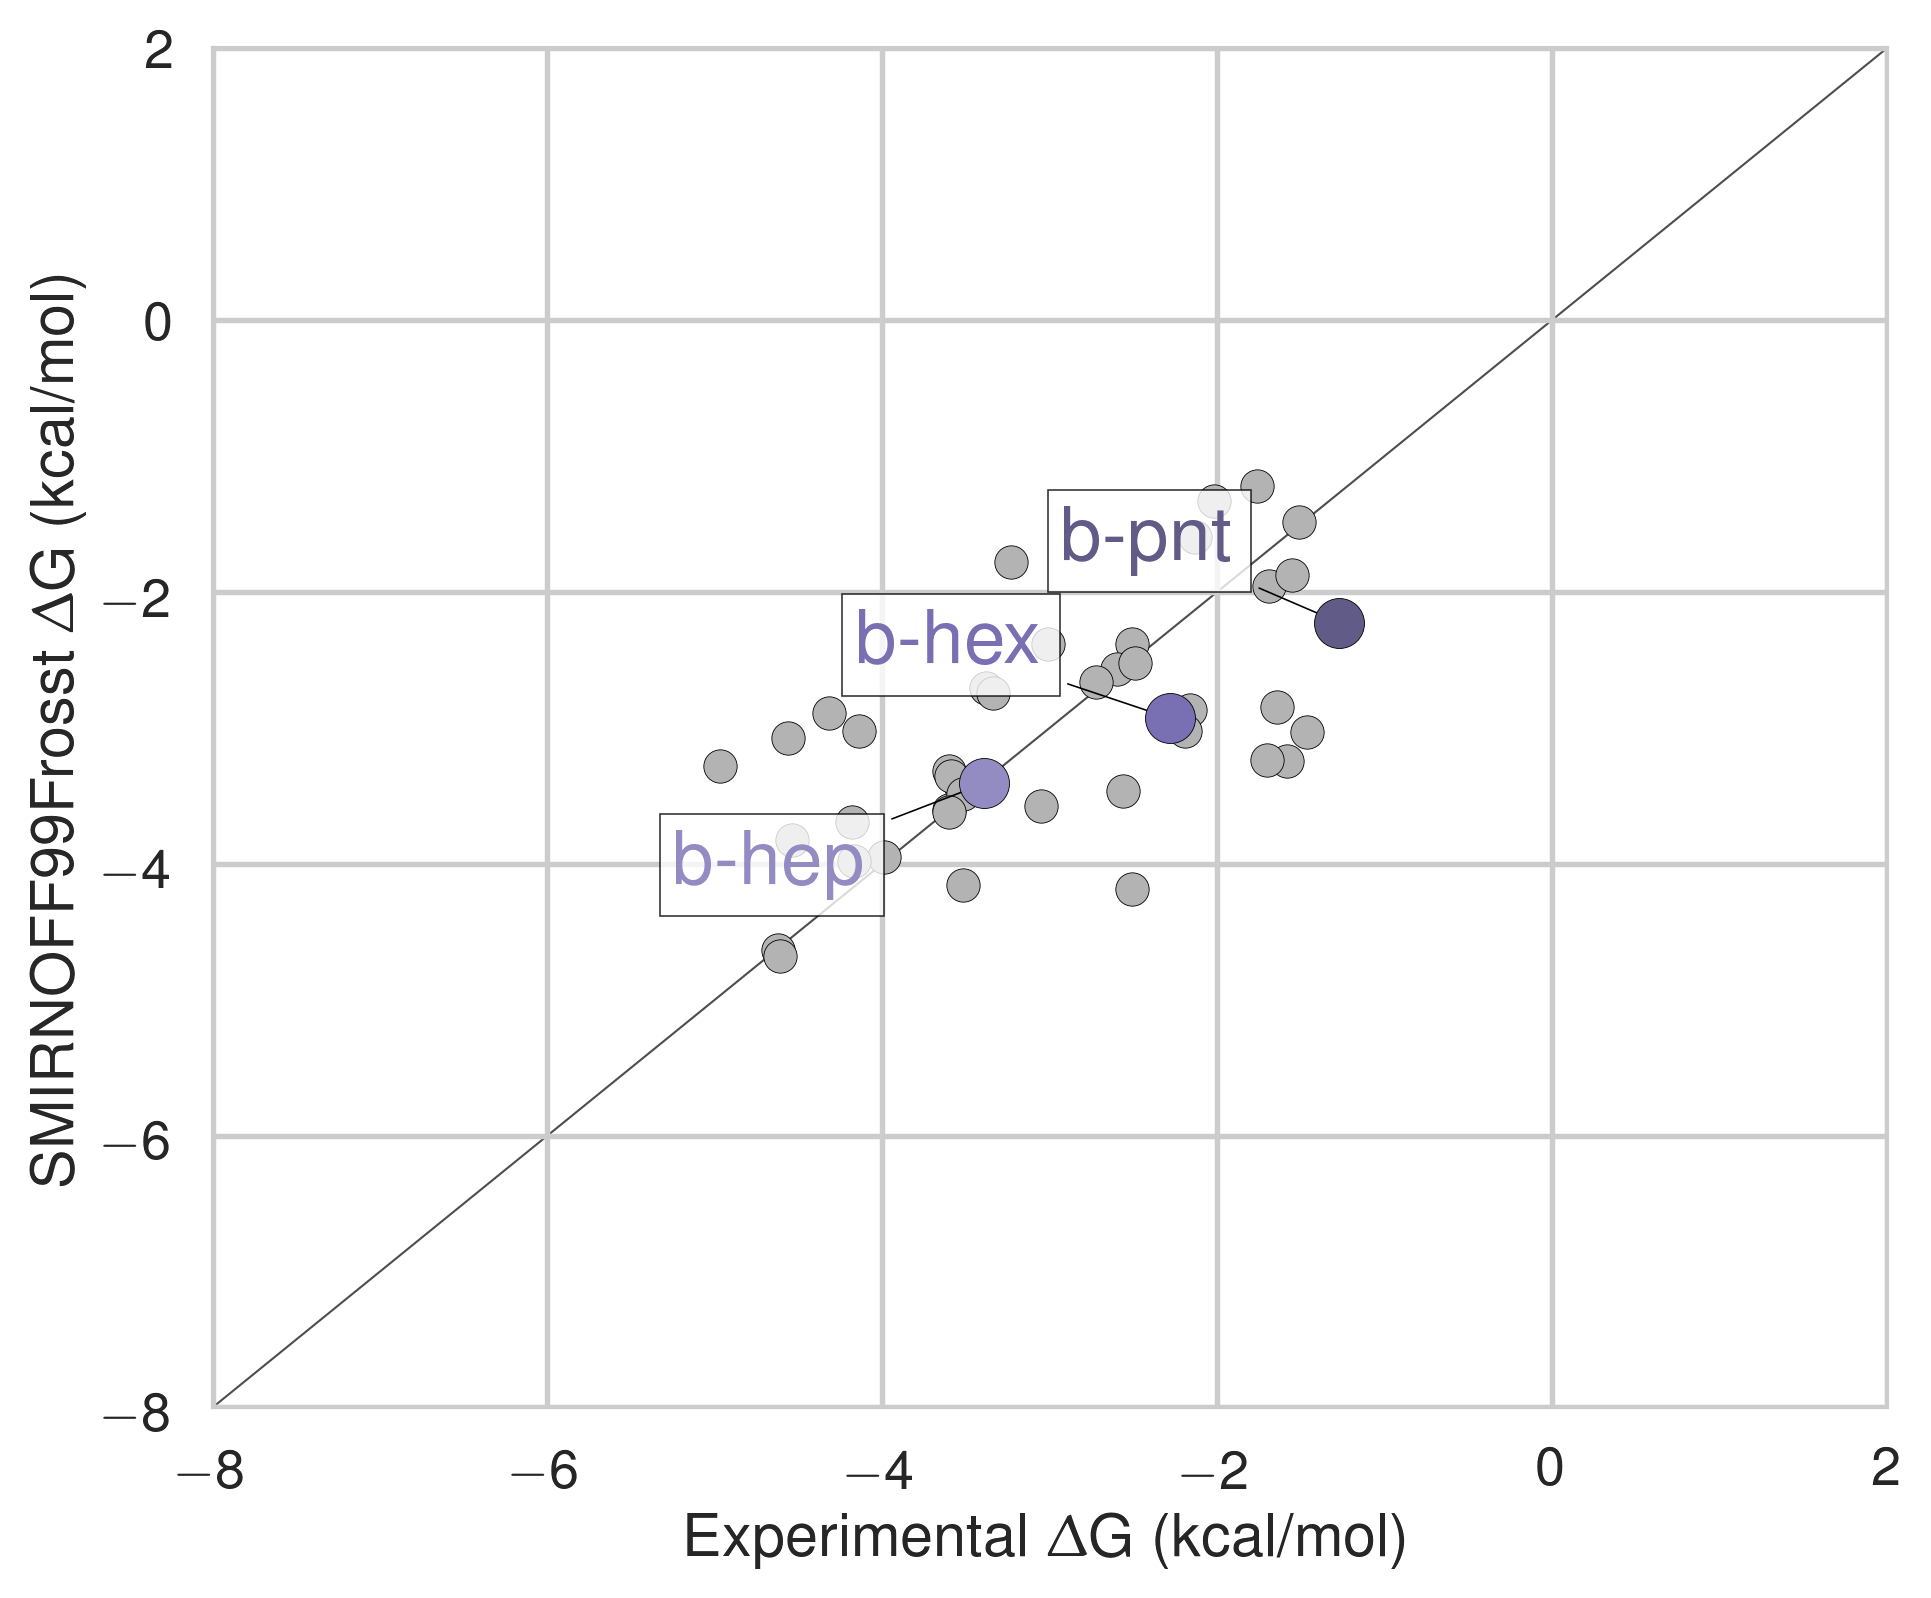 SMIRNOFF99Frosst ΔG (kcal/mol)
2
0
−2
−4
−6
−8
b-pnt
b-hex
b-hep
−8
−6
−4
−2
0
2
Experimental ΔG (kcal/mol)